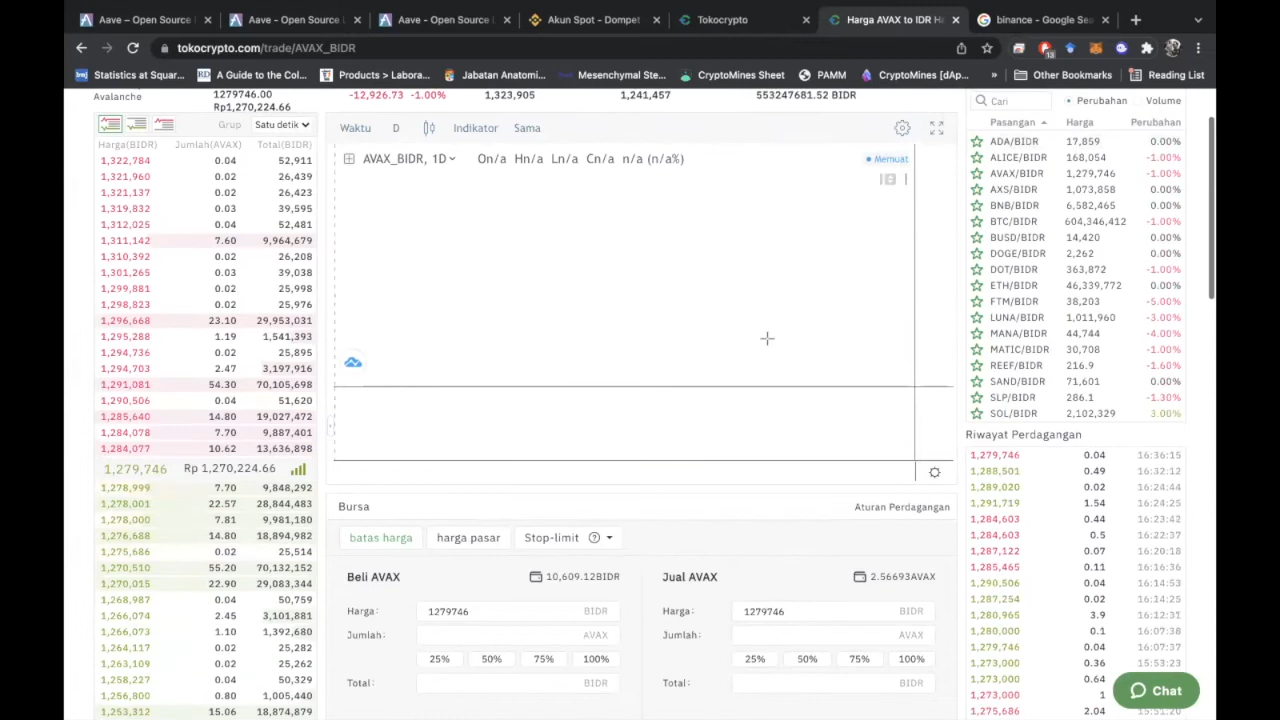 Aave – Open Source
Aave - Open Source L
Aave - Open Source L
Akun Spot - Dompet
Tokocrypto
Harga AVAX to IDR Ha
binance - Google Sea
tokocrypto.com/trade/AVAX_BIDR
13
bmj
Statistics at Squar...
RD
A Guide to the Col...
Products > Labora...
Jabatan Anatomi...
Mesenchymal Ste...
CryptoMines Sheet
PAMM
CryptoMines [dAp...
»
Other Bookmarks
Reading List
Avalanche
1279746.00
Rp1,270,224.66
-12,926.73 -1.00%
1,323,905
1,241,457
553247681.52 BIDR
Grup
Satu detik
Harga(BIDR) Jumlah(AVAX) Total(BIDR)
1,322,784 0.04 52,911
1,321,960 0.02 26,439
1,321,137 0.02 26,423
1,319,832 0.03 39,595
1,312,025 0.04 52,481
1,311,142 7.60 9,964,679
1,310,392 0.02 26,208
1,301,265 0.03 39,038
1,299,881 0.02 25,998
1,298,823 0.02 25,976
1,296,668 23.10 29,953,031
1,295,288 1.19 1,541,393
1,294,736 0.02 25,895
1,294,703 2.47 3,197,916
1,291,081 54.30 70,105,698
1,290,506 0.04 51,620
1,285,640 14.80 19,027,472
1,284,078 7.70 9,887,401
1,284,077 10.62 13,636,898
1,279,746 Rp 1,270,224.66
1,278,999 7.70 9,848,292
1,278,001 22.57 28,844,483
1,278,000 7.81 9,981,180
1,276,688 14.80 18,894,982
1,275,686 0.02 25,514
1,270,510 55.20 70,132,152
1,270,015 22.90 29,083,344
1,268,987 0.04 50,759
1,266,074 2.45 3,101,881
1,266,073 1.10 1,392,680
1,264,117 0.02 25,282
1,263,109 0.02 25,262
1,258,227 0.04 50,329
1,256,800 0.80 1,005,440
1,253,312 15.06 18,874,879
Waktu D Indikator Sama
AVAX_BIDR, 1D On/a Hn/a Ln/a Cn/a n/a (n/a%)
Memuat
Bursa
Aturan Perdagangan
batas harga
harga pasar
Stop-limit
Beli AVAX
10,609.12BIDR
Harga: 1279746 BIDR
Jumlah: AVAX
25% 50% 75% 100%
Total: BIDR
Jual AVAX
2.56693AVAX
Harga: 1279746 BIDR
Jumlah: AVAX
25% 50% 75% 100%
Total: BIDR
Cari
Perubahan
Volume
Pasangan Harga Perubahan
ADA/BIDR 17,859 0.00%
ALICE/BIDR 168,054 -1.00%
AVAX/BIDR 1,279,746 -1.00%
AXS/BIDR 1,073,858 0.00%
BNB/BIDR 6,582,465 0.00%
BTC/BIDR 604,346,412 -1.00%
BUSD/BIDR 14,420 0.00%
DOGE/BIDR 2,262 0.00%
DOT/BIDR 363,872 -1.00%
ETH/BIDR 46,339,772 0.00%
FTM/BIDR 38,203 -5.00%
LUNA/BIDR 1,011,960 -3.00%
MANA/BIDR 44,744 -4.00%
MATIC/BIDR 30,708 -1.00%
REEF/BIDR 216.9 -1.60%
SAND/BIDR 71,601 0.00%
SLP/BIDR 286.1 -1.30%
SOL/BIDR 2,102,329 3.00%
Riwayat Perdagangan
1,279,746 0.04 16:36:15
1,288,501 0.49 16:32:12
1,289,020 0.02 16:24:44
1,291,719 1.54 16:24:25
1,284,603 0.44 16:23:42
1,284,603 0.5 16:22:37
1,287,122 0.07 16:20:18
1,285,465 0.11 16:16:36
1,290,506 0.04 16:14:53
1,287,254 0.02 16:14:25
1,280,965 3.9 16:12:31
1,280,000 0.1 16:07:38
1,279,746 0.04 16:07:37
1,273,000 0.36 15:53:23
1,273,000 0.64
1,273,000 1
1,275,686 2.04 15:51:20
Chat